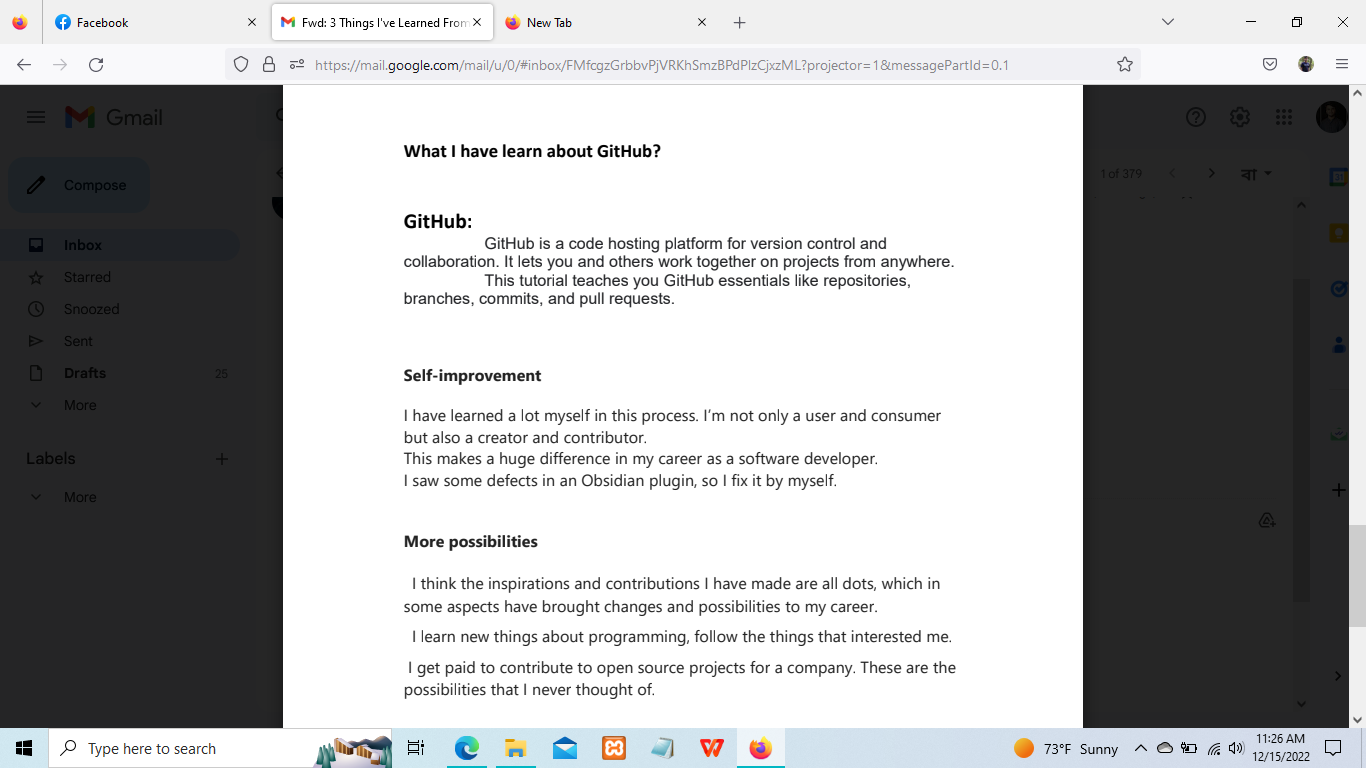 Facebook
Fwd: 3 Things I've Learned From
New Tab
https://mail.google.com/mail/u/0/#inbox/FMfcgzGrbbvPjVRKhSmzBPdPlzCjxzML?projector=1&messagePartId=0.1
Gmail
Compose
1 of 379
বা
Inbox
Starred
Snoozed
Sent
Drafts 25
More
Labels
More
What I have learn about GitHub?
GitHub:
GitHub is a code hosting platform for version control and
collaboration. It lets you and others work together on projects from anywhere.
This tutorial teaches you GitHub essentials like repositories,
branches, commits, and pull requests.
Self-improvement
I have learned a lot myself in this process. I’m not only a user and consumer
but also a creator and contributor.
This makes a huge difference in my career as a software developer.
I saw some defects in an Obsidian plugin, so I fix it by myself.
More possibilities
I think the inspirations and contributions I have made are all dots, which in
some aspects have brought changes and possibilities to my career.
I learn new things about programming, follow the things that interested me.
I get paid to contribute to open source projects for a company. These are the
possibilities that I never thought of.
Type here to search
73°F Sunny
11:26 AM
12/15/2022